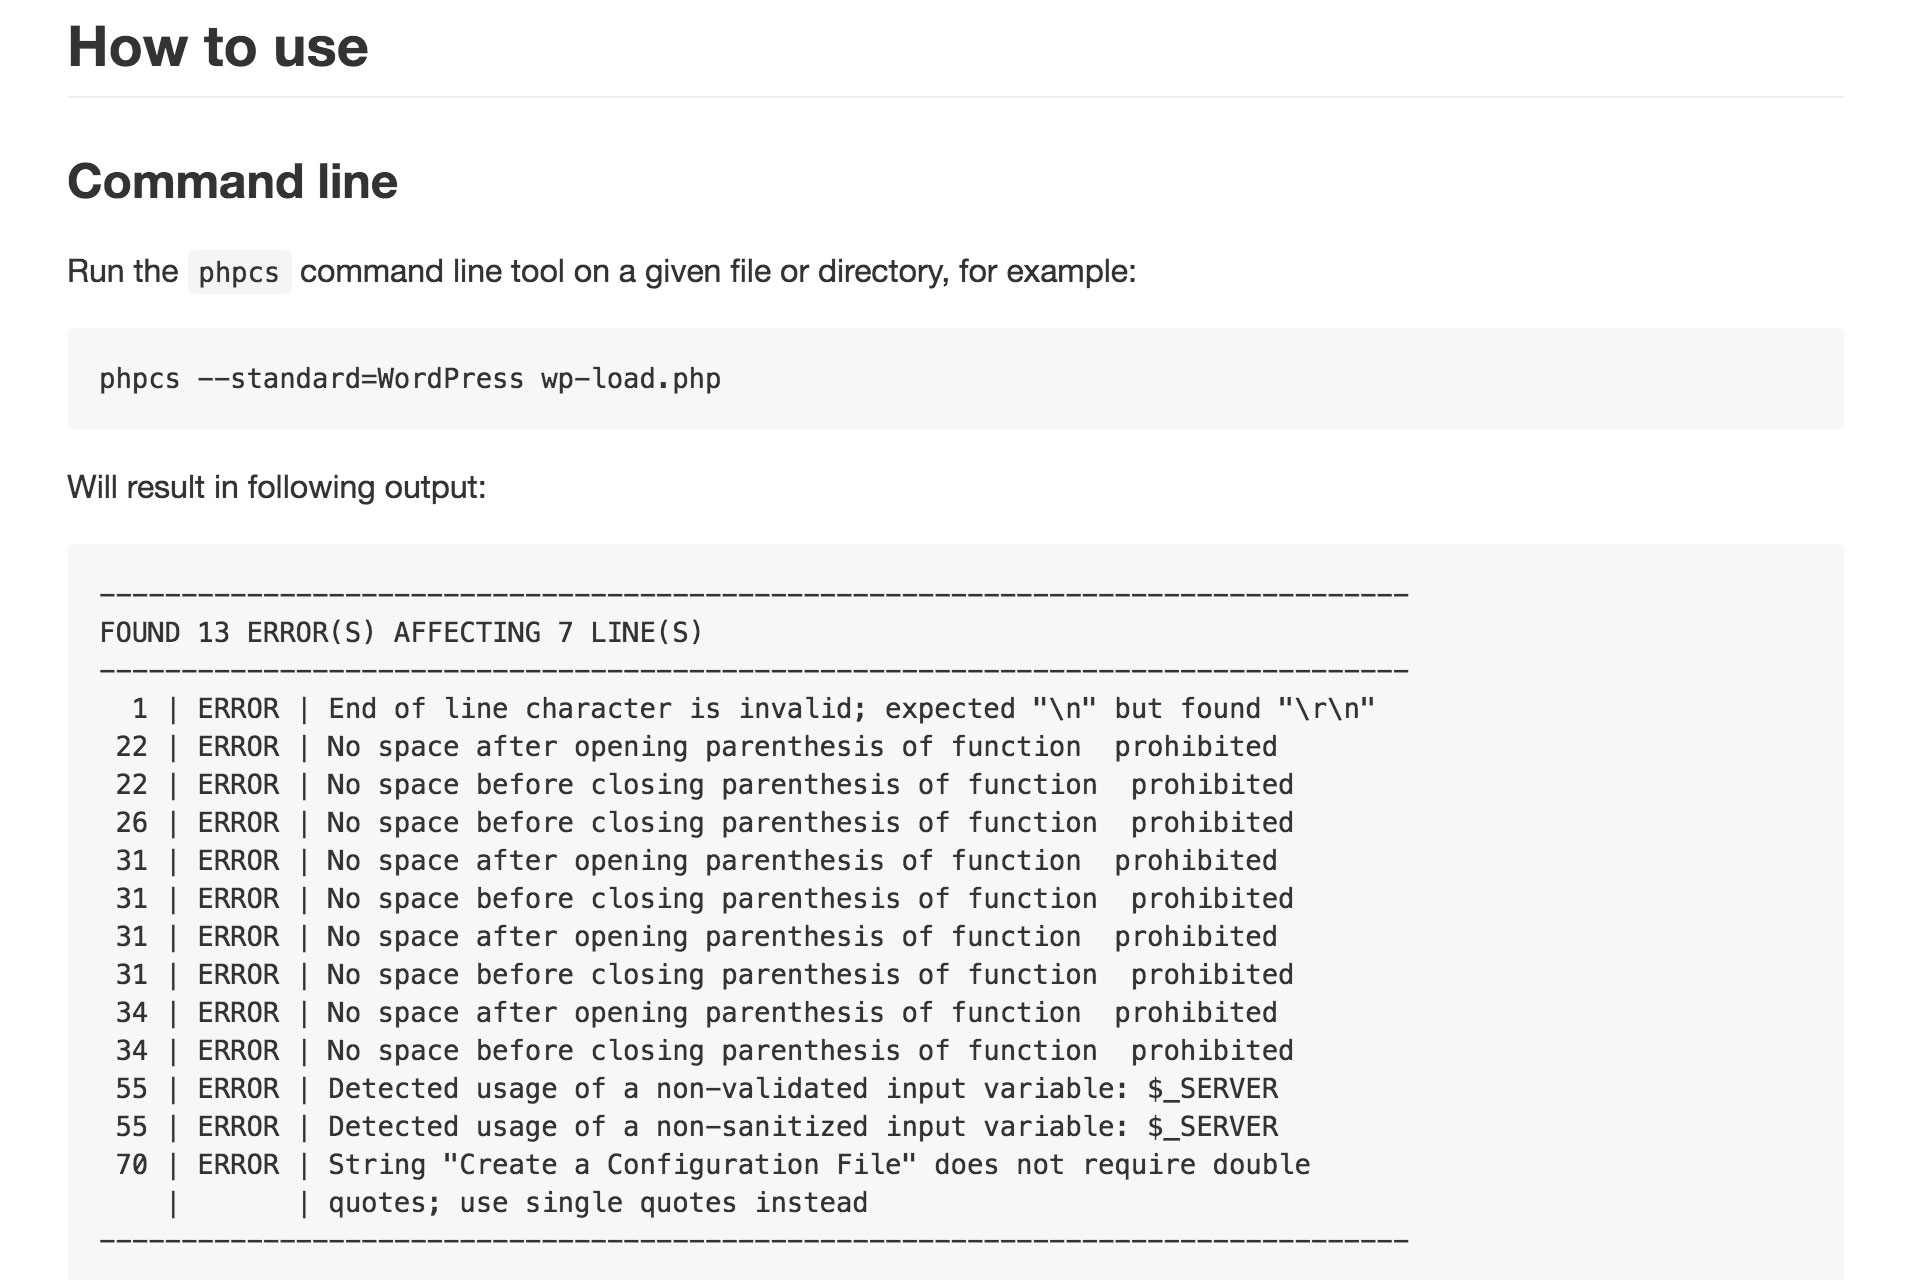 How to use
Command line
Run the phpcs command line tool on a given file or directory, for example:
phpcs --standard=WordPress wp-load.php
Will result in following output:
--------------------------------------------------------------------------------
FOUND 13 ERROR(S) AFFECTING 7 LINE(S)
--------------------------------------------------------------------------------
  1 | ERROR | End of line character is invalid; expected "\n" but found "\r\n"
 22 | ERROR | No space after opening parenthesis of function  prohibited
 22 | ERROR | No space before closing parenthesis of function  prohibited
 26 | ERROR | No space before closing parenthesis of function  prohibited
 31 | ERROR | No space after opening parenthesis of function  prohibited
 31 | ERROR | No space before closing parenthesis of function  prohibited
 31 | ERROR | No space after opening parenthesis of function  prohibited
 31 | ERROR | No space before closing parenthesis of function  prohibited
 34 | ERROR | No space after opening parenthesis of function  prohibited
 34 | ERROR | No space before closing parenthesis of function  prohibited
 55 | ERROR | Detected usage of a non-validated input variable: $_SERVER
 55 | ERROR | Detected usage of a non-sanitized input variable: $_SERVER
 70 | ERROR | String "Create a Configuration File" does not require double
    |       | quotes; use single quotes instead
--------------------------------------------------------------------------------